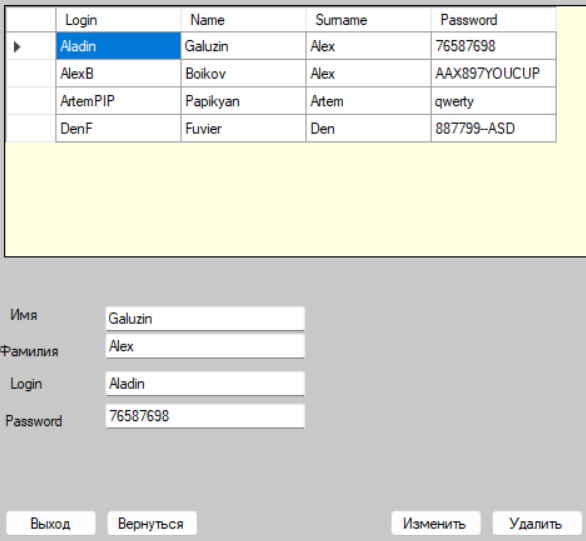 Login Name Surname Password
Aladin Galuzin Alex 76587698
AlexB Boikov Alex AAX897YOUCUP
ArtemPIP Papikyan Artem qwerty
DenF Fuvier Den 887799--ASD
Имя Galuzin
Фамилия Alex
Login Aladin
Password 76587698
Выход Вернуться Изменить Удалить